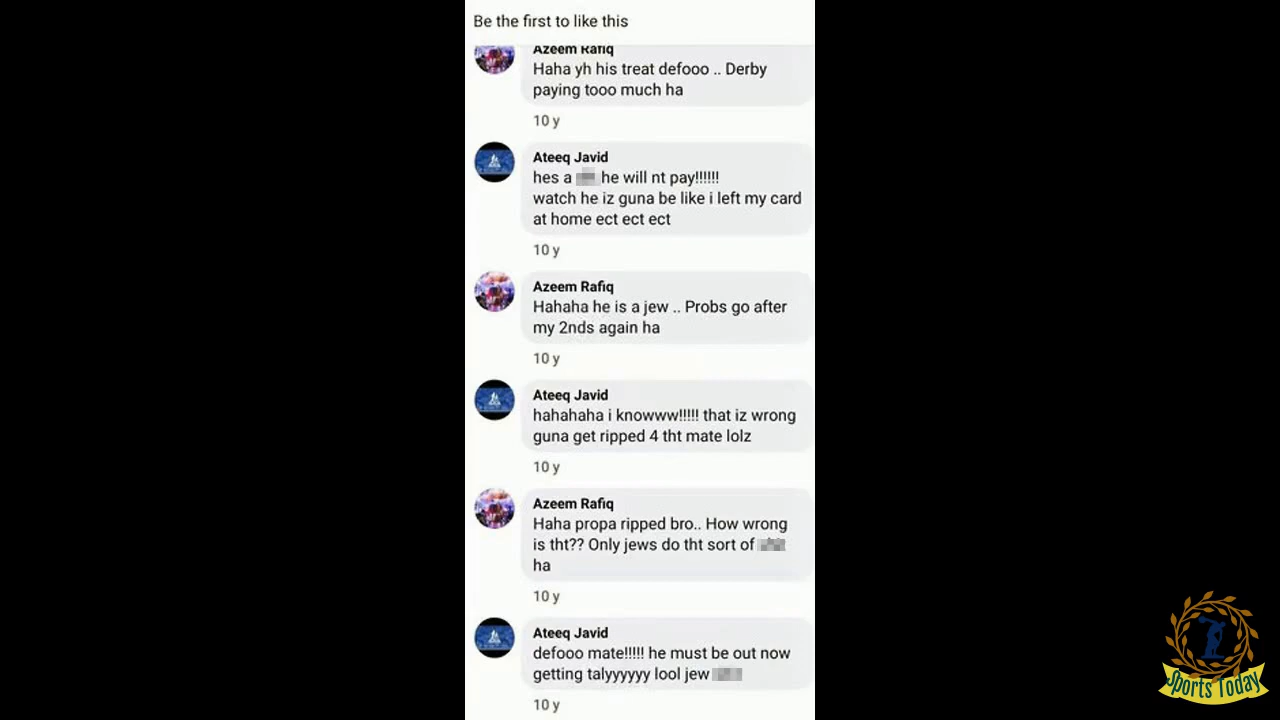 Be the first to like this
Azeem Rafiq
Haha yh his treat defooo .. Derby
paying tooo much ha
10 y
Ateeq Javid
hes a he will nt pay!!!!!!
watch he iz guna be like i left my card
at home ect ect ect
10 y
Azeem Rafiq
Hahaha he is a jew .. Probs go after
my 2nds again ha
10 y
Ateeq Javid
hahahaha i knowww!!!!! that iz wrong
guna get ripped 4 tht mate lolz
10 y
Azeem Rafiq
Haha propa ripped bro.. How wrong
is tht?? Only jews do tht sort of
ha
10 y
Ateeq Javid
defooo mate!!!!! he must be out now
getting talyyyyyy lool jew
10 y
Sports Today